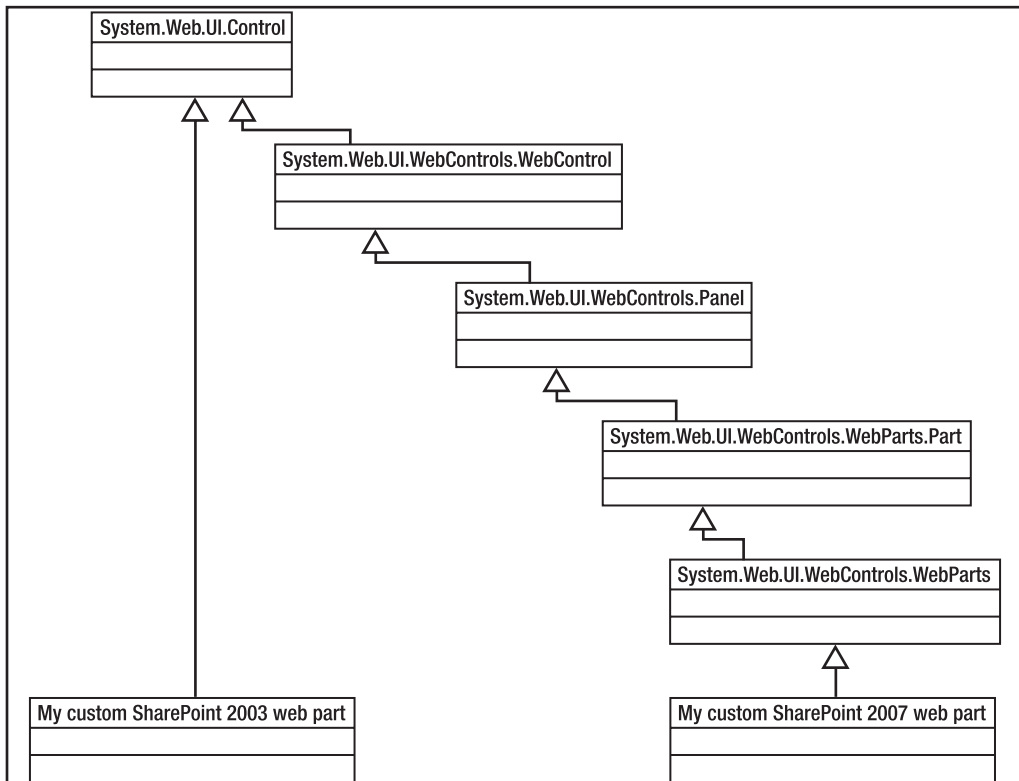 System.Web.UI.Control
System.Web.UI.WebControls.WebControl
System.Web.UI.WebControls.Panel
System.Web.UI.WebControls.WebParts.Part
System.Web.UI.WebControls.WebParts
My custom SharePoint 2003 web part
My custom SharePoint 2007 web part